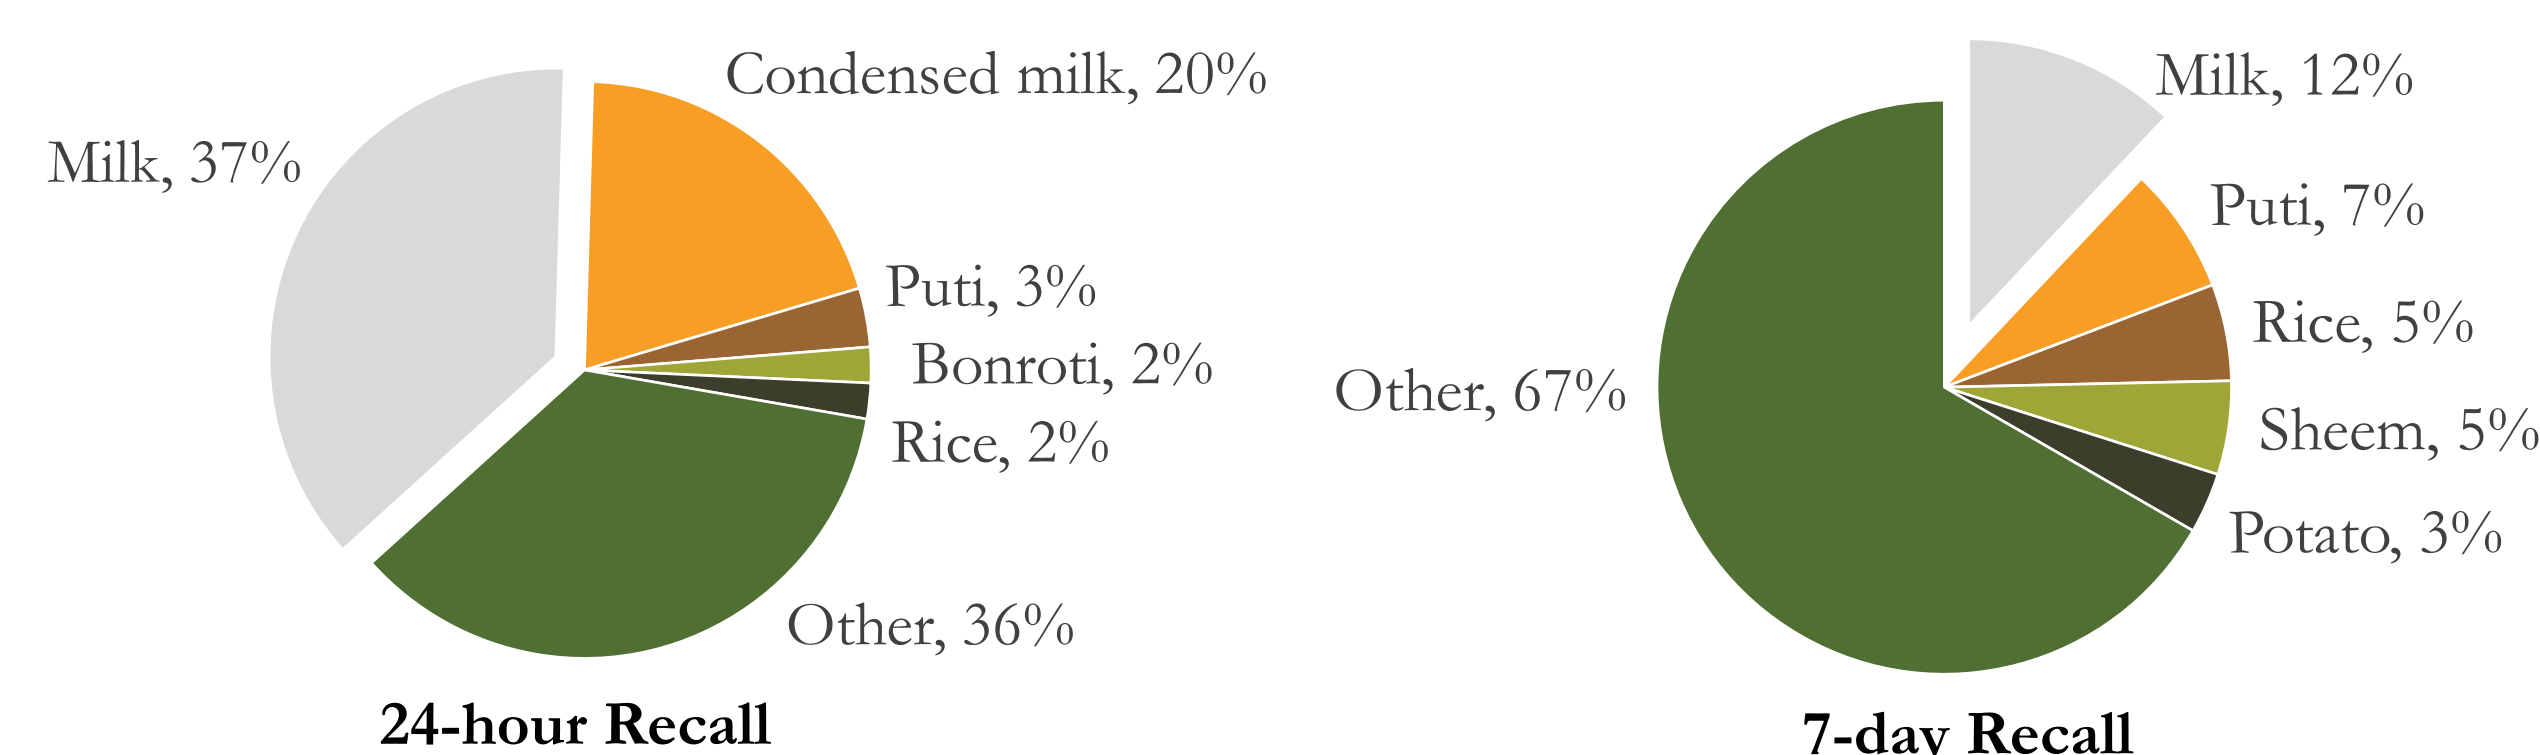 Condensed milk, 20%
Milk, 37%
Puti, 3%
Bonroti, 2%
Rice, 2%
Other, 36%
24-hour Recall
Milk, 12%
Puti, 7%
Rice, 5%
Other, 67%
Sheem, 5%
Potato, 3%
7-day Recall